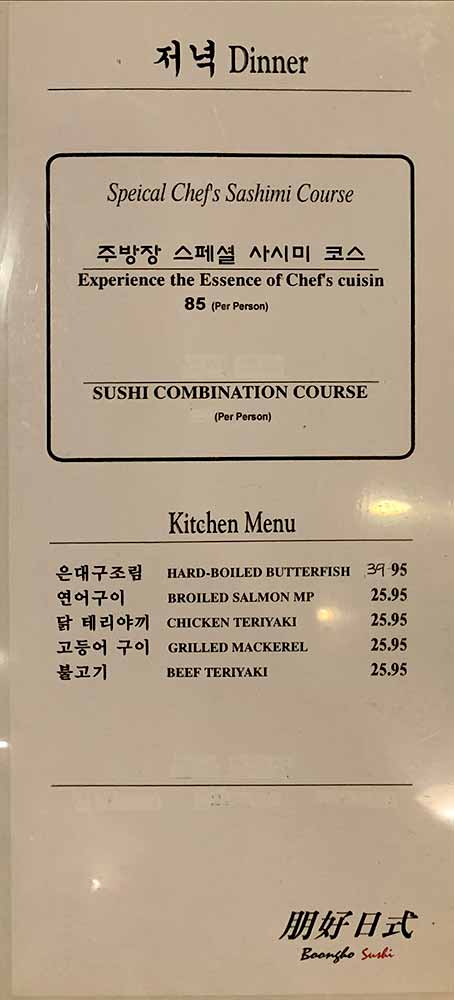 저녁 Dinner
Speical Chef's Sashimi Course
주방장 스페셜 사시미 코스
Experience the Essence of Chef's cuisin
85 (Per Person)
SUSHI COMBINATION COURSE
(Per Person)
Kitchen Menu
은대구조림 HARD-BOILED BUTTERFISH 39 95
연어구이 BROILED SALMON MP 25.95
닭 테리야끼 CHICKEN TERIYAKI 25.95
고등어 구이 GRILLED MACKEREL 25.95
불고기 BEEF TERIYAKI 25.95
朋好日式
Boongho Sushi